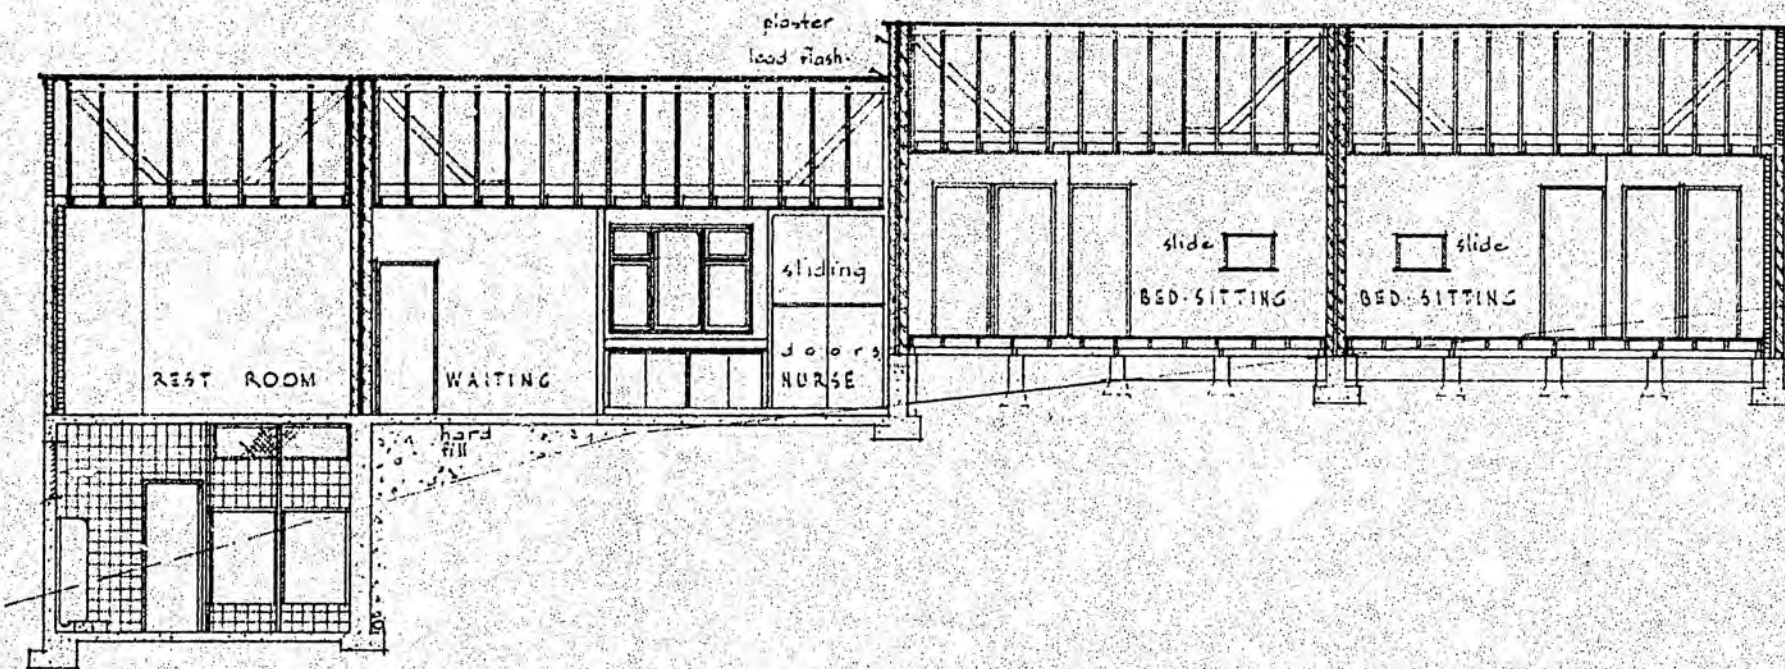 plaster
lead flash.
sliding
doors
slide
slide
BED-SITTING
BED-SITTING
REST ROOM
WAITING
NURSE
hard
fill